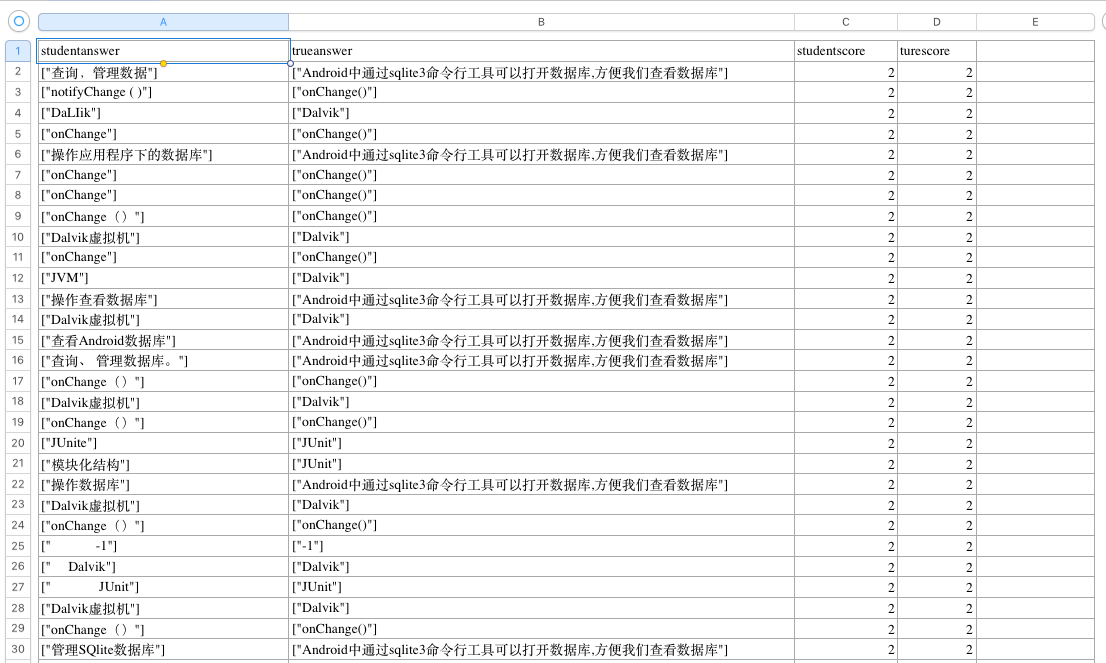 A B C D E
1 studentanswer trueanswer studentscore turescore
2 ["查询、管理数据"] ["Android中通过sqlite3命令行工具可以打开数据库,方便我们查看数据库"] 2 2
3 ["notifyChange ( )"] ["onChange()"] 2 2
4 ["DaLIik"] ["Dalvik"] 2 2
5 ["onChange"] ["onChange()"] 2 2
6 ["操作应用程序下的数据库"] ["Android中通过sqlite3命令行工具可以打开数据库,方便我们查看数据库"] 2 2
7 ["onChange"] ["onChange()"] 2 2
8 ["onChange"] ["onChange()"] 2 2
9 ["onChange（）"] ["onChange()"] 2 2
10 ["Dalvik虚拟机"] ["Dalvik"] 2 2
11 ["onChange"] ["onChange()"] 2 2
12 ["JVM"] ["Dalvik"] 2 2
13 ["操作查看数据库"] ["Android中通过sqlite3命令行工具可以打开数据库,方便我们查看数据库"] 2 2
14 ["Dalvik虚拟机"] ["Dalvik"] 2 2
15 ["查看Android数据库"] ["Android中通过sqlite3命令行工具可以打开数据库,方便我们查看数据库"] 2 2
16 ["查询、 管理数据库。"] ["Android中通过sqlite3命令行工具可以打开数据库,方便我们查看数据库"] 2 2
17 ["onChange（）"] ["onChange()"] 2 2
18 ["Dalvik虚拟机"] ["Dalvik"] 2 2
19 ["onChange（）"] ["onChange()"] 2 2
20 ["JUnite"] ["JUnit"] 2 2
21 ["模块化结构"] ["JUnit"] 2 2
22 ["操作数据库"] ["Android中通过sqlite3命令行工具可以打开数据库,方便我们查看数据库"] 2 2
23 ["Dalvik虚拟机"] ["Dalvik"] 2 2
24 ["onChange（）"] ["onChange()"] 2 2
25 [" -1"] ["-1"] 2 2
26 [" Dalvik"] ["Dalvik"] 2 2
27 [" JUnit"] ["JUnit"] 2 2
28 ["Dalvik虚拟机"] ["Dalvik"] 2 2
29 ["onChange（）"] ["onChange()"] 2 2
30 ["管理SQlite数据库"] ["Android中通过sqlite3命令行工具可以打开数据库,方便我们查看数据库"] 2 2